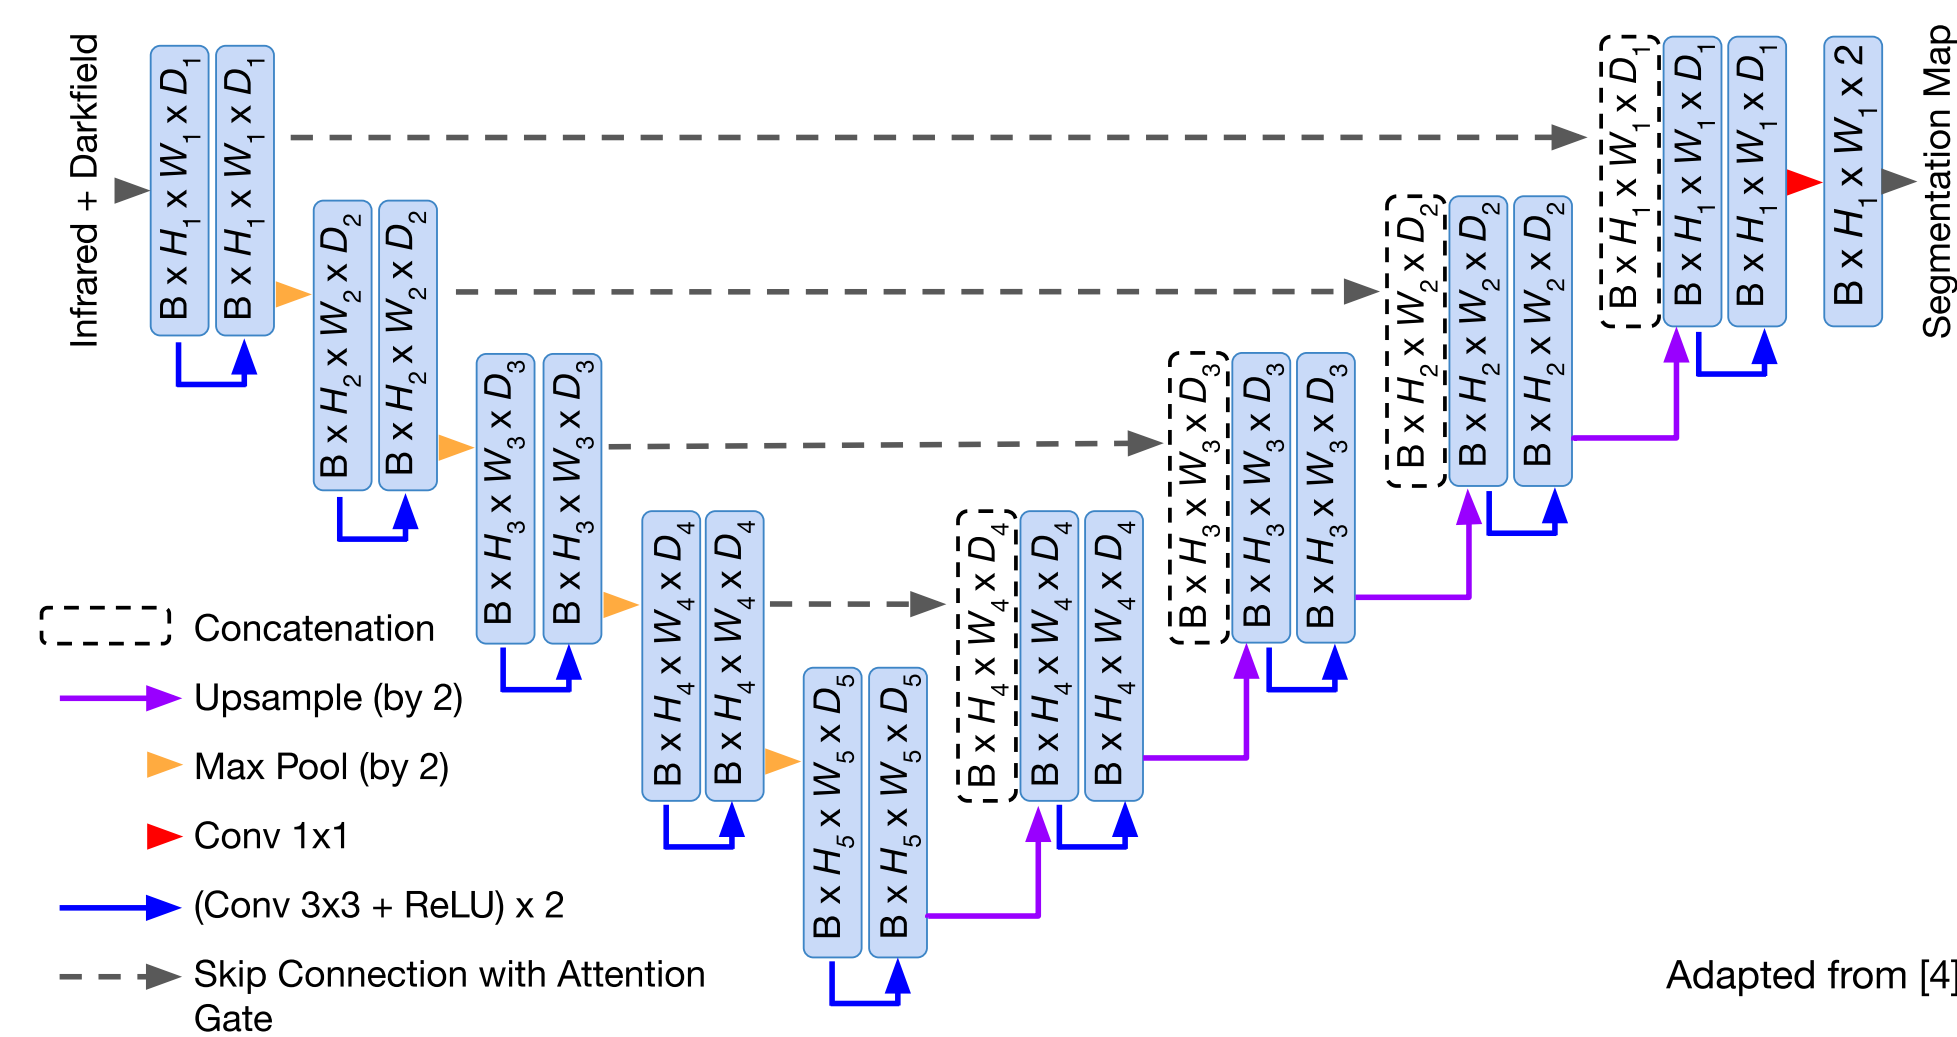 Infrared + Darkfield
B x H₁ x W₁ x D₁
B x H₁ x W₁ x D₁
B x H₂ x W₂ x D₂
B x H₂ x W₂ x D₂
B x H₃ x W₃ x D₃
B x H₃ x W₃ x D₃
B x H₄ x W₄ x D₄
B x H₄ x W₄ x D₄
B x H₅ x W₅ x D₅
B x H₅ x W₅ x D₅
B x H₄ x W₄ x D₄
B x H₄ x W₄ x D₄
B x H₄ x W₄ x D₄
B x H₃ x W₃ x D₃
B x H₃ x W₃ x D₃
B x H₃ x W₃ x D₃
B x H₂ x W₂ x D₂
B x H₂ x W₂ x D₂
B x H₂ x W₂ x D₂
B x H₁ x W₁ x D₁
B x H₁ x W₁ x D₁
B x H₁ x W₁ x D₁
B x H₁ x W₁ x 2
Segmentation Map
Concatenation
Upsample (by 2)
Max Pool (by 2)
Conv 1x1
(Conv 3x3 + ReLU) x 2
Skip Connection with Attention
Gate
Adapted from [4]